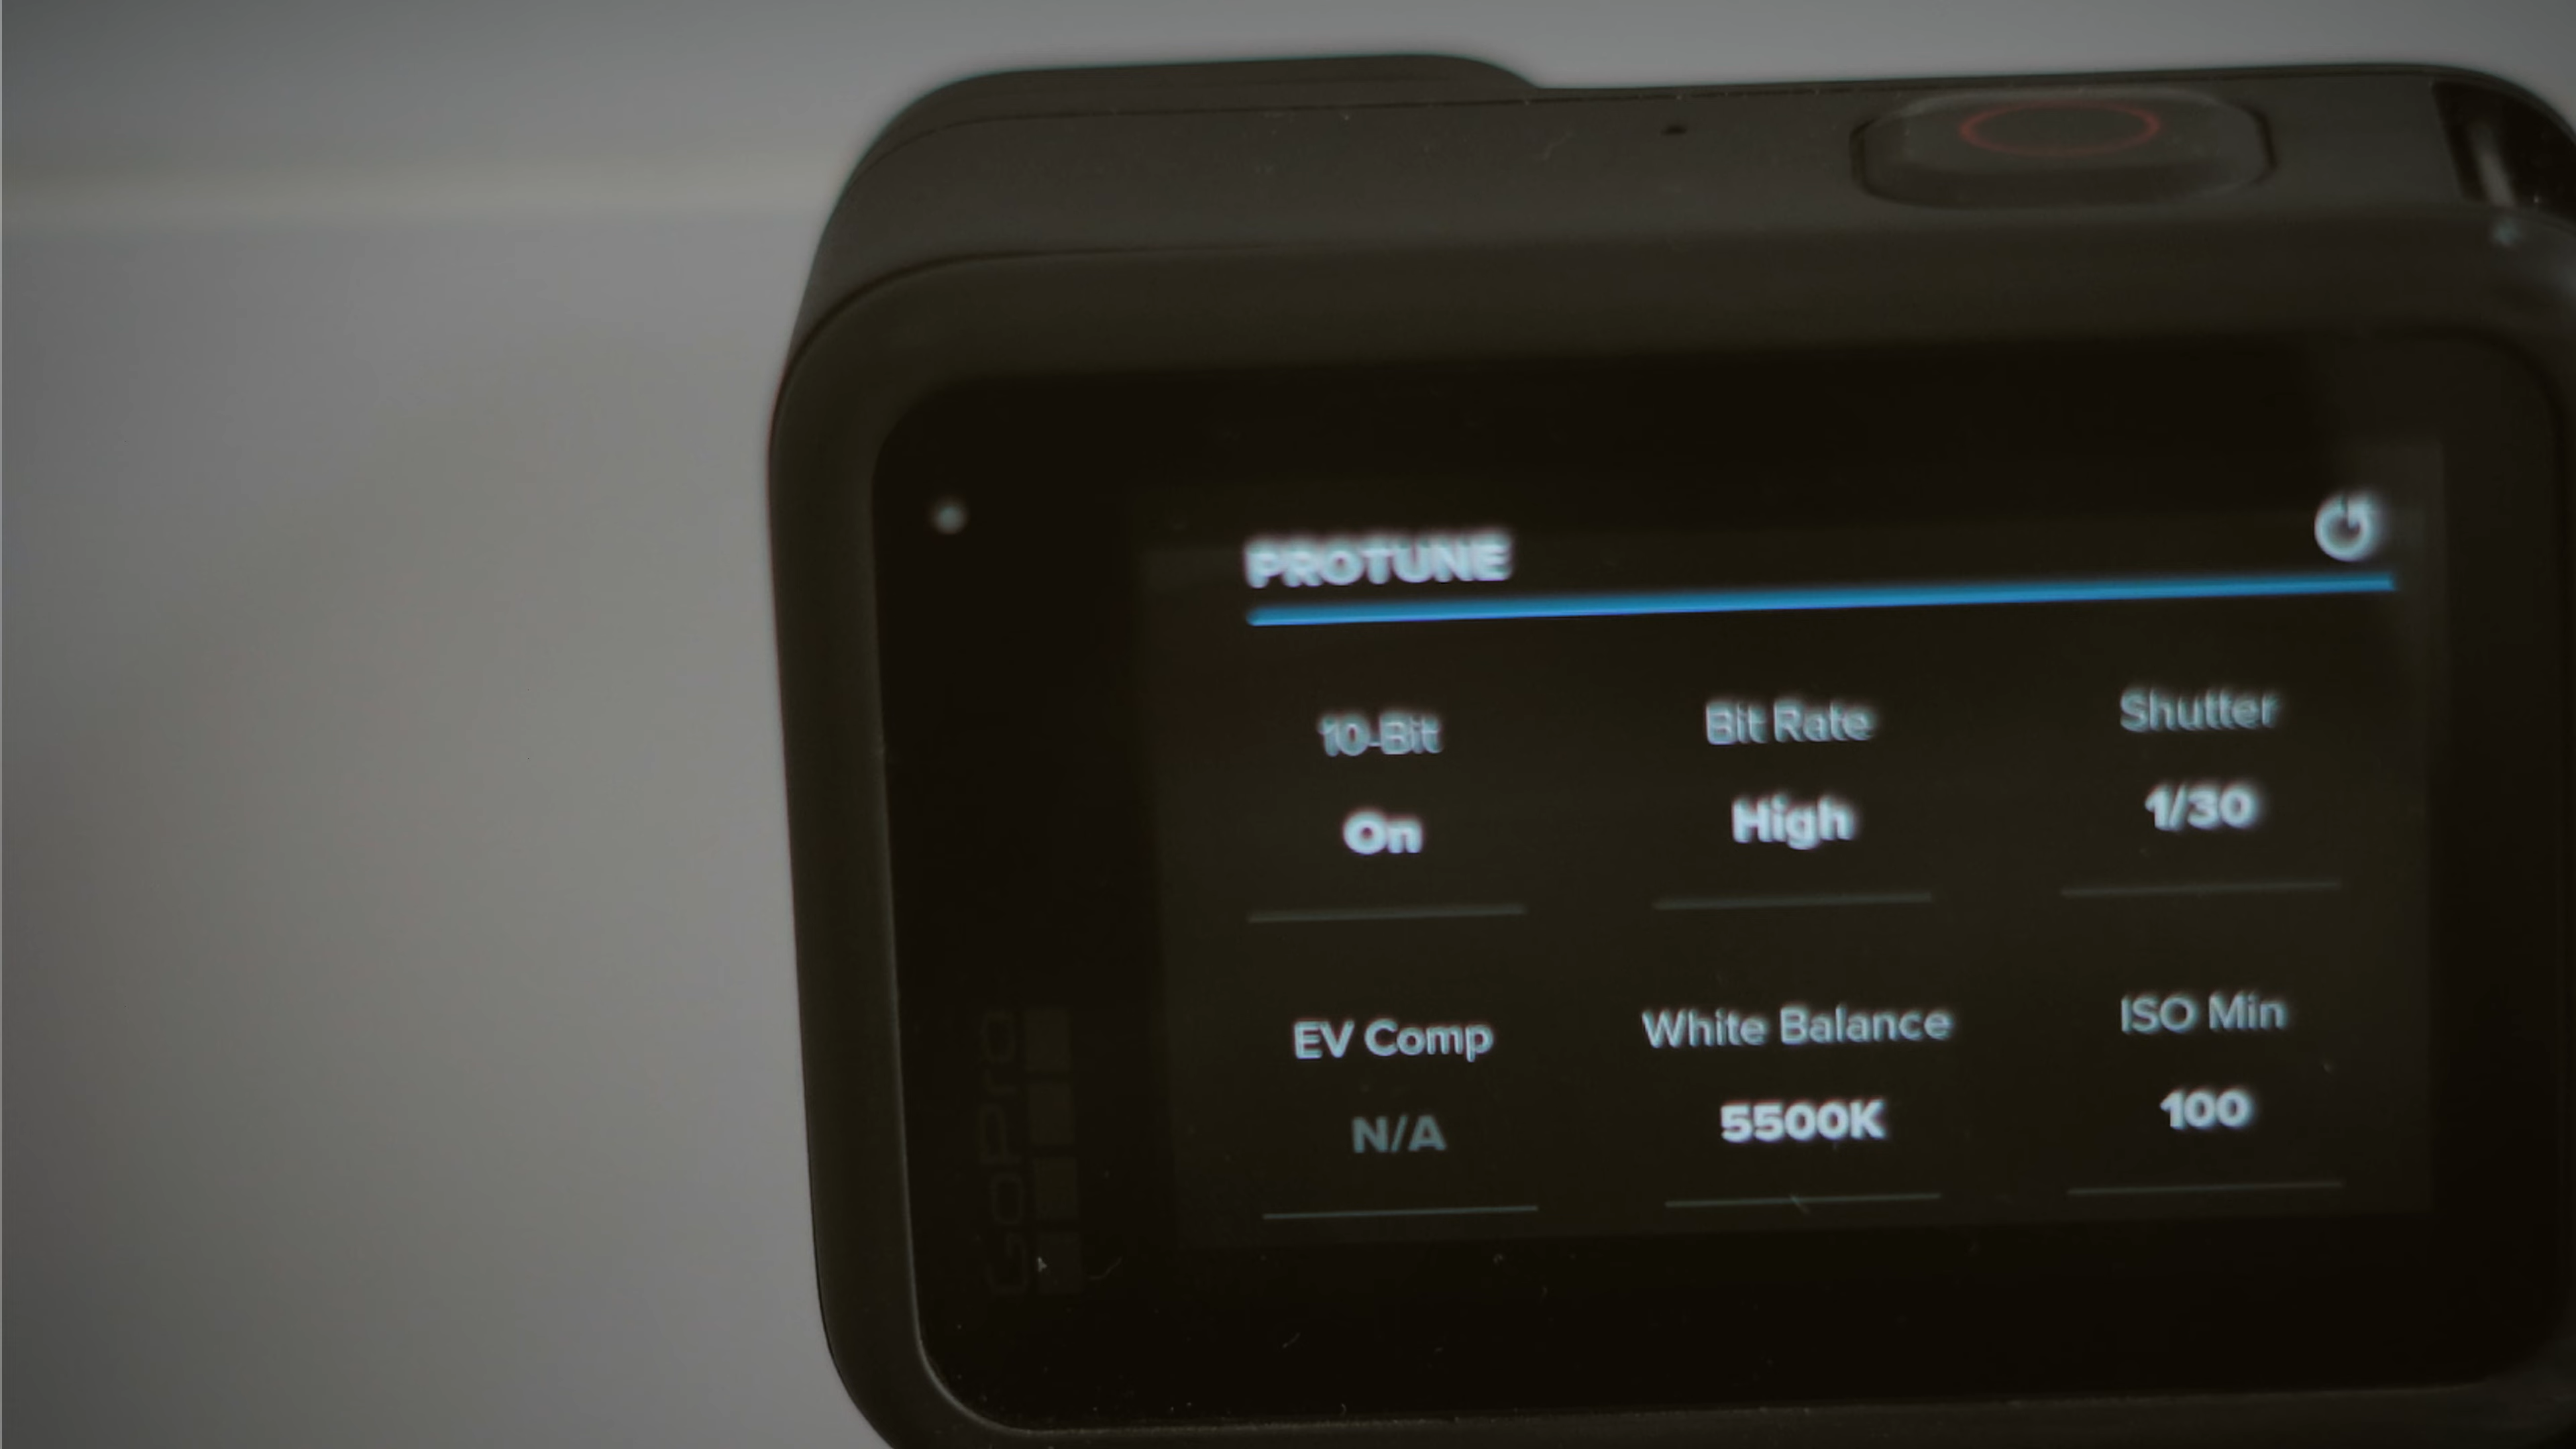 PROTUNE
10-Bit Bit Rate Shutter
On High 1/30
EV Comp White Balance ISO Min
N/A 5500K 100
GoPro